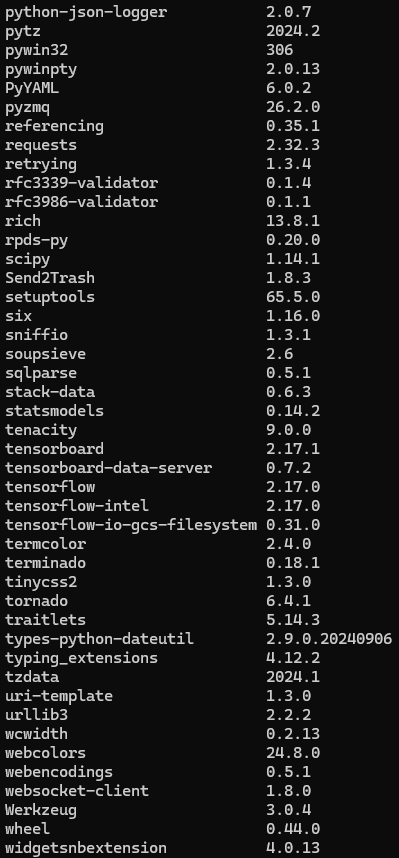 python-json-logger 2.0.7
pytz 2024.2
pywin32 306
pywinpty 2.0.13
PyYAML 6.0.2
pyzmq 26.2.0
referencing 0.35.1
requests 2.32.3
retrying 1.3.4
rfc3339-validator 0.1.4
rfc3986-validator 0.1.1
rich 13.8.1
rpds-py 0.20.0
scipy 1.14.1
Send2Trash 1.8.3
setuptools 65.5.0
six 1.16.0
sniffio 1.3.1
soupsieve 2.6
sqlparse 0.5.1
stack-data 0.6.3
statsmodels 0.14.2
tenacity 9.0.0
tensorboard 2.17.1
tensorboard-data-server 0.7.2
tensorflow 2.17.0
tensorflow-intel 2.17.0
tensorflow-io-gcs-filesystem 0.31.0
termcolor 2.4.0
terminado 0.18.1
tinycss2 1.3.0
tornado 6.4.1
traitlets 5.14.3
types-python-dateutil 2.9.0.20240906
typing_extensions 4.12.2
tzdata 2024.1
uri-template 1.3.0
urllib3 2.2.2
wcwidth 0.2.13
webcolors 24.8.0
webencodings 0.5.1
websocket-client 1.8.0
Werkzeug 3.0.4
wheel 0.44.0
widgetsnbextension 4.0.13